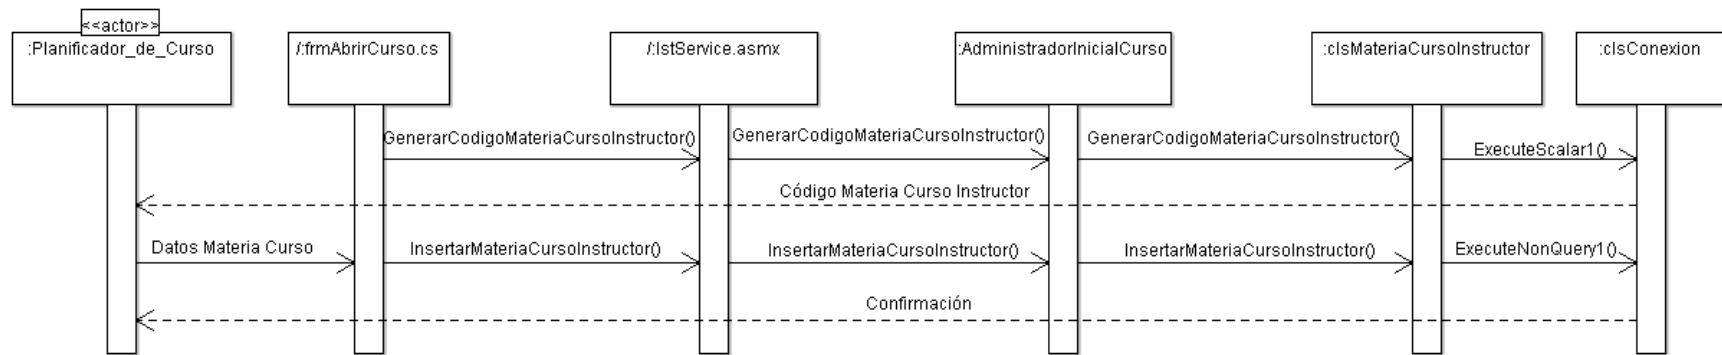 <<actor>>
:Planificador_de_Curso
/:frmAbrirCurso.cs
/:IstService.asmx
:AdministradorInicialCurso
:clsMateriaCursoInstructor
:clsConexion
GenerarCodigoMateriaCursoInstructor()
GenerarCodigoMateriaCursoInstructor()
GenerarCodigoMateriaCursoInstructor()
ExecuteScalar1()
Código Materia Curso Instructor
Datos Materia Curso
InsertarMateriaCursoInstructor()
InsertarMateriaCursoInstructor()
InsertarMateriaCursoInstructor()
ExecuteNonQuery1()
Confirmación